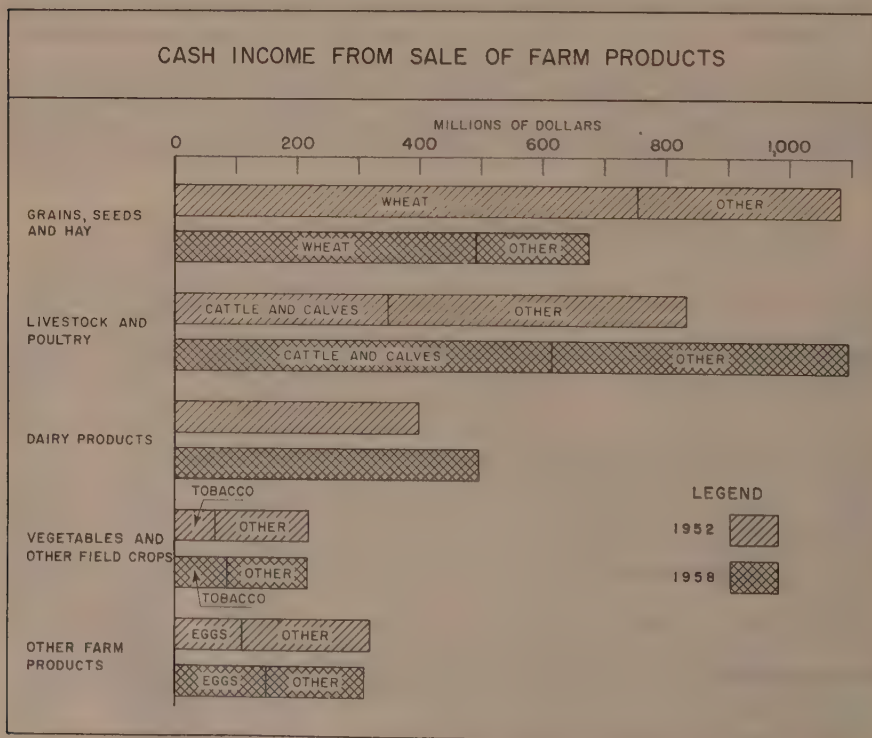 CASH INCOME FROM SALE OF FARM PRODUCTS
MILLIONS OF DOLLARS
0 200 400 600 800 1,000
GRAINS, SEEDS
AND HAY
WHEAT OTHER
WHEAT OTHER
LIVESTOCK AND
POULTRY
CATTLE AND CALVES OTHER
CATTLE AND CALVES OTHER
DAIRY PRODUCTS
VEGETABLES AND
OTHER FIELD CROPS
TOBACCO
OTHER
OTHER
TOBACCO
OTHER FARM
PRODUCTS
EGGS OTHER
EGGS OTHER
LEGEND
1952
1958